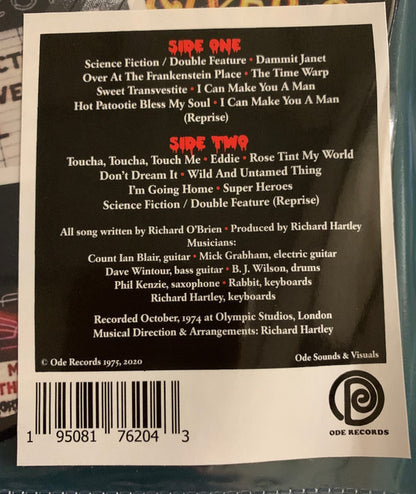 SIDE ONE
Science Fiction / Double Feature • Dammit Janet
Over At The Frankenstein Place • The Time Warp
Sweet Transvestite • I Can Make You A Man
Hot Patootie Bless My Soul • I Can Make You A Man
(Reprise)
SIDE TWO
Toucha, Toucha, Touch Me • Eddie • Rose Tint My World
Don't Dream It • Wild And Untamed Thing
I'm Going Home • Super Heroes
Science Fiction / Double Feature (Reprise)
All song written by Richard O'Brien • Produced by Richard Hartley
Musicians:
Count Ian Blair, guitar • Mick Grabham, electric guitar
Dave Wintour, bass guitar • B. J. Wilson, drums
Phil Kenzie, saxophone • Rabbit, keyboards
Richard Hartley, keyboards
Recorded October, 1974 at Olympic Studios, London
Musical Direction & Arrangements: Richard Hartley
© Ode Records 1975, 2020
Ode Sounds & Visuals
1 95081 76204 3
ODE RECORDS